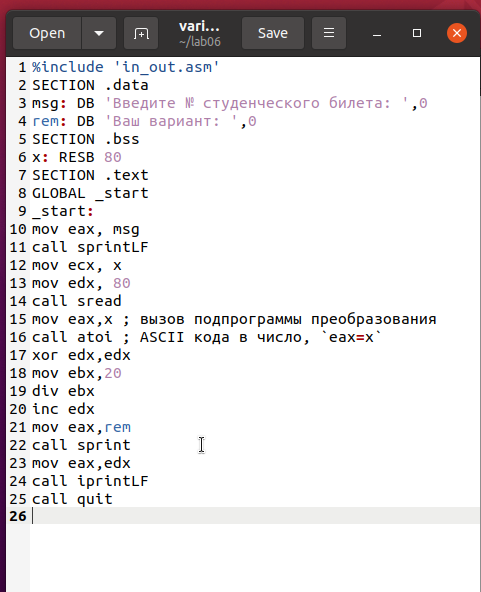 Open
vari...
~/lab06
Save
1 %include 'in_out.asm'
2 SECTION .data
3 msg: DB 'Введите № студенческого билета: ',0
4 rem: DB 'Ваш вариант: ',0
5 SECTION .bss
6 x: RESB 80
7 SECTION .text
8 GLOBAL _start
9 _start:
10 mov eax, msg
11 call sprintLF
12 mov ecx, x
13 mov edx, 80
14 call sread
15 mov eax,x ; вызов подпрограммы преобразования
16 call atoi ; ASCII кода в число, `eax=x`
17 xor edx,edx
18 mov ebx,20
19 div ebx
20 inc edx
21 mov eax,rem
22 call sprint
23 mov eax,edx
24 call iprintLF
25 call quit
26